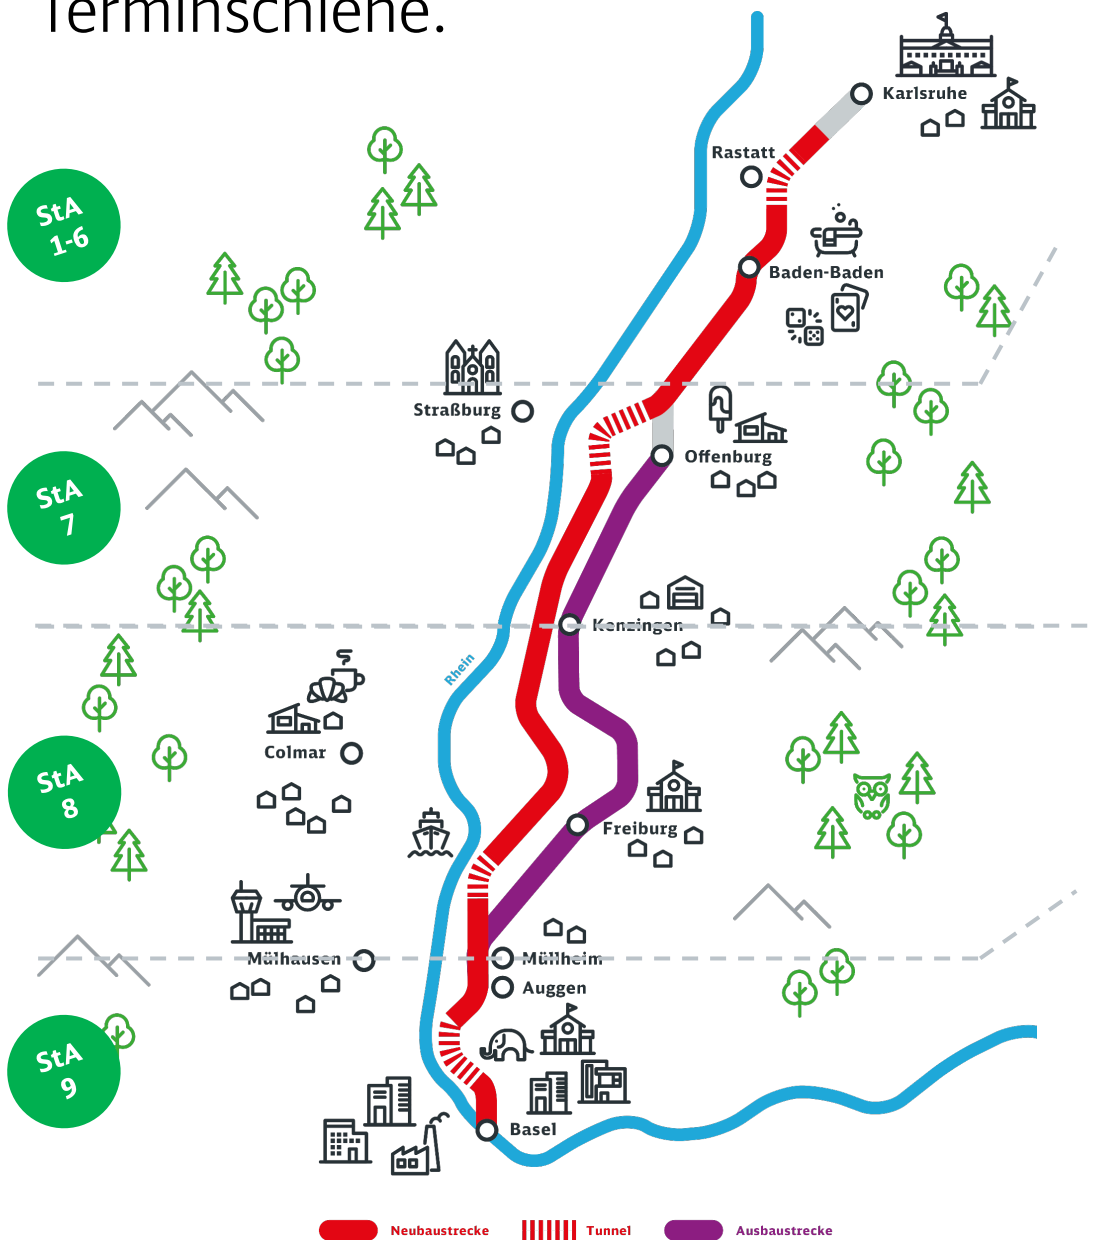 Terminschiene.
Karlsruhe
Rastatt
StA
1-6
Baden-Baden
Straßburg
Offenburg
StA
7
Kenzingen
Rhein
Colmar
StA
8
Freiburg
Mülhausen
Müllheim
Auggen
StA
9
Basel
Neubaustrecke
Tunnel
Ausbaustrecke